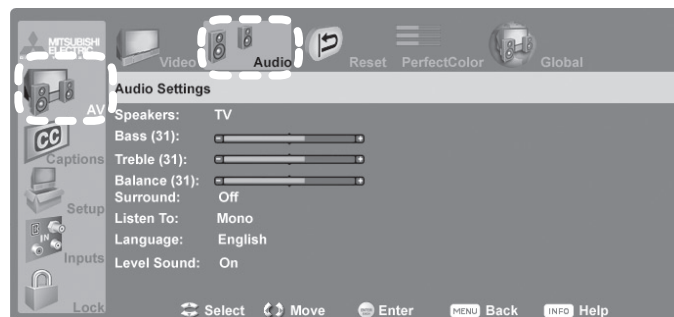 MITSUBISHI
ELECTRIC
Video
Audio
Reset
PerfectColor
Global
AV
Audio Settings
CC
Captions
Setup
IN
Inputs
Lock
Speakers: TV
Bass (31):
Treble (31):
Balance (31):
Surround: Off
Listen To: Mono
Language: English
Level Sound: On
Select Move Enter MENU Back INFO Help